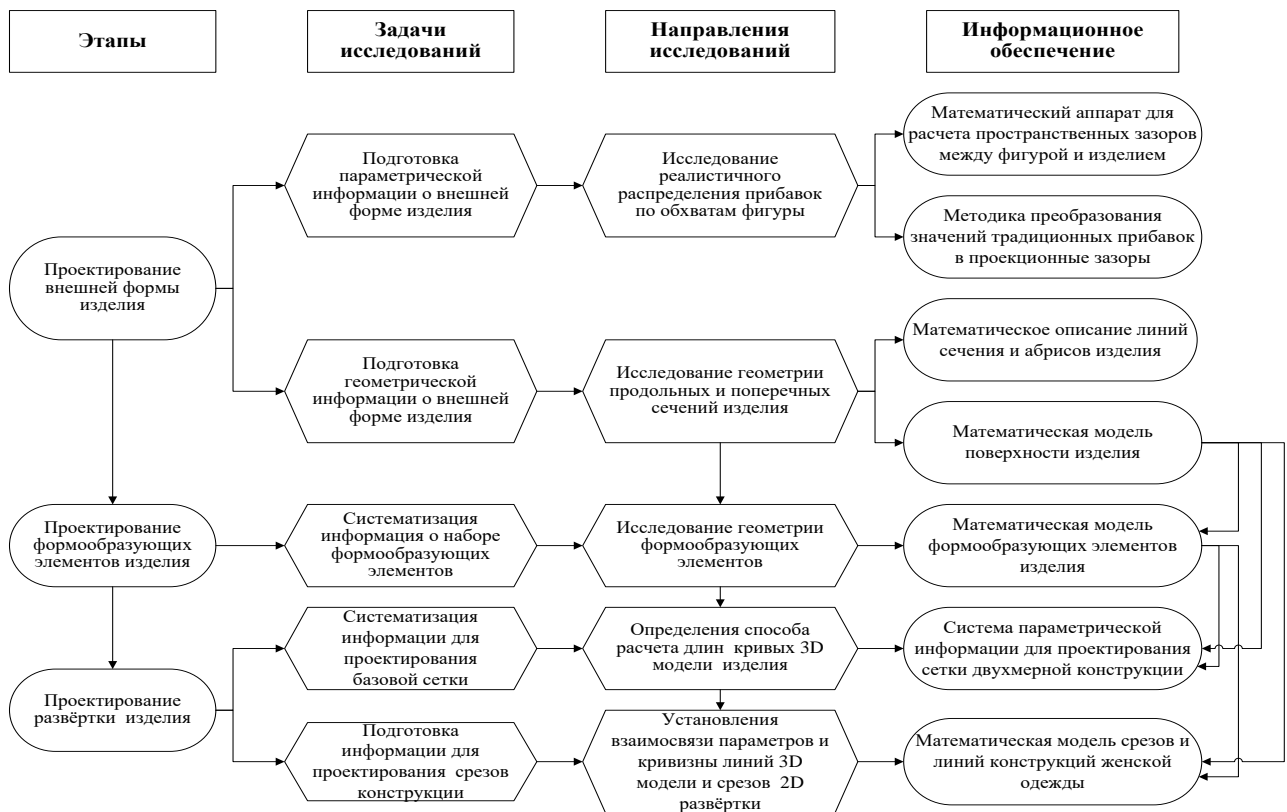 Этапы
Задачи
исследований
Направления
исследований
Информационное
обеспечение
Математический аппарат для
расчета пространственных зазоров
между фигурой и изделием
Подготовка
параметрической
информации о внешней
форме изделия
Исследование
реалистичного
распределения прибавок
по обхватам фигуры
Методика преобразования
значений традиционных прибавок
в проекционные зазоры
Проектирование
внешней формы
изделия
Математическое описание линий
сечения и абрисов изделия
Подготовка
геометрической
информации о внешней
форме изделия
Исследование геометрии
продольных и поперечных
сечений изделия
Математическая модель
поверхности изделия
Проектирование
формообразующих
элементов изделия
Систематизация
информация о наборе
формообразующих
элементов
Исследование геометрии
формообразующих
элементов
Математическая модель
формообразующих элементов
изделия
Систематизация
информации для
проектирования
базовой сетки
Определения способа
расчета длин кривых 3D
модели изделия
Система параметрической
информации для проектирования
сетки двухмерной конструкции
Проектирование
развёртки изделия
Подготовка
информации для
проектирования срезов
конструкции
Установления
взаимосвязи параметров и
кривизны линий 3D
модели и срезов 2D
развёртки
Математическая модель срезов и
линий конструкций женской
одежды